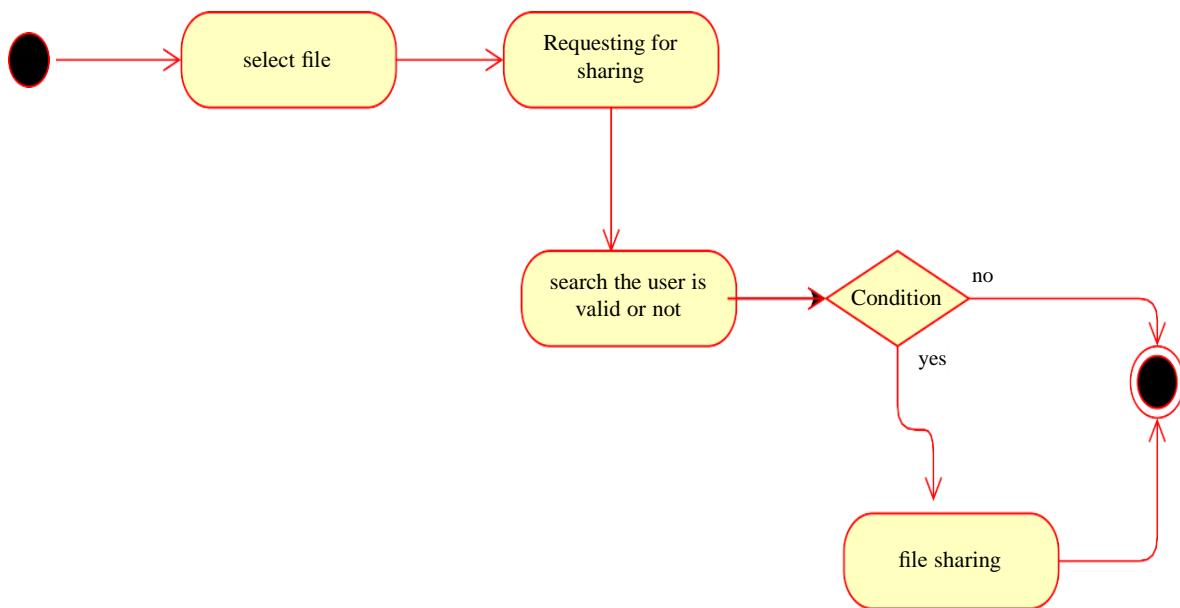 select file
Requesting for
sharing
search the user is
valid or not
Condition
no
yes
file sharing